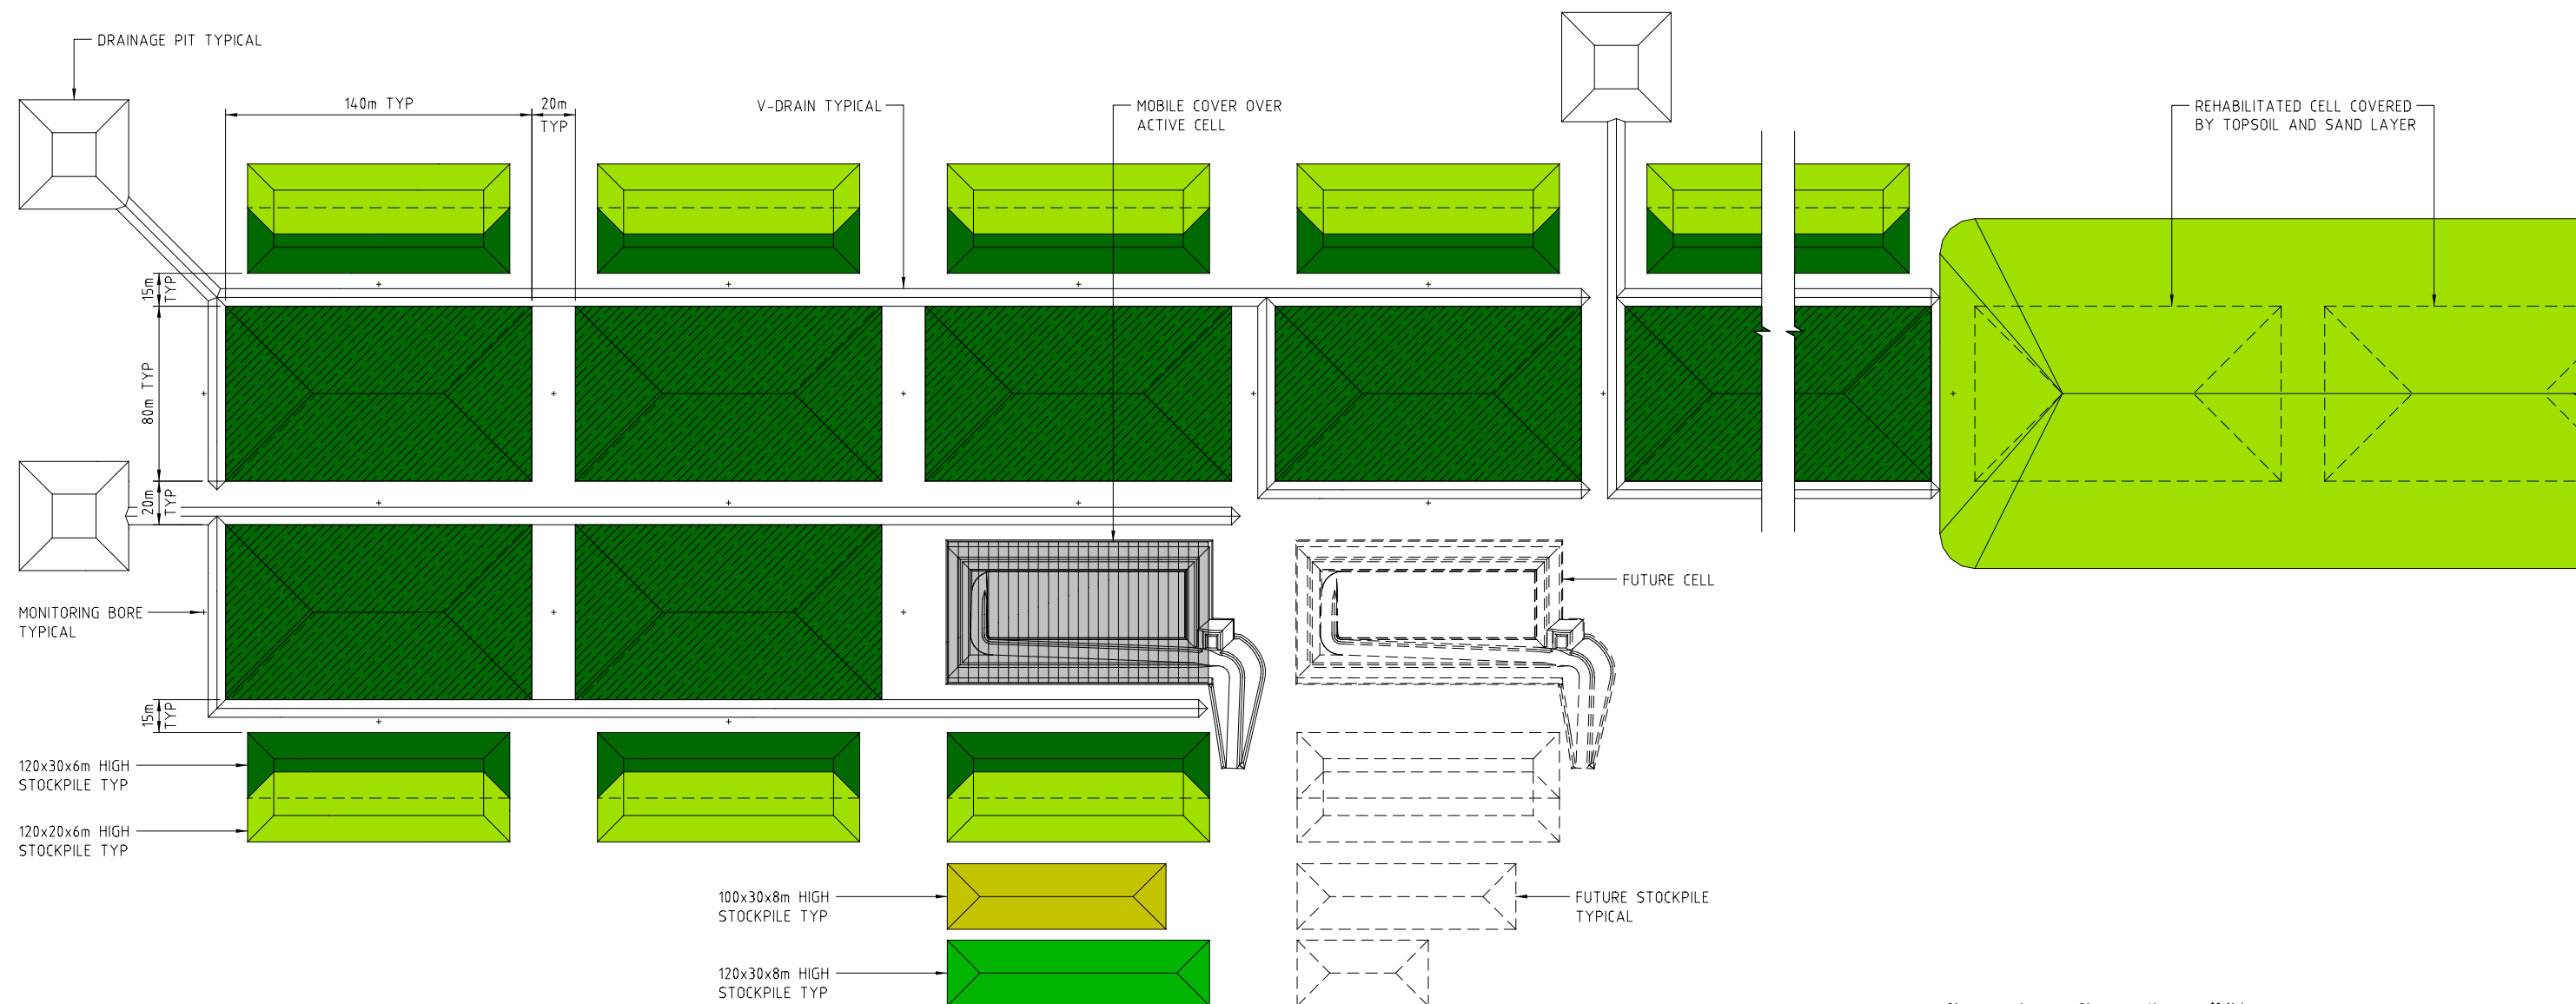 DRAINAGE PIT TYPICAL
140m TYP
20m
TYP
V-DRAIN TYPICAL
MOBILE COVER OVER
ACTIVE CELL
REHABILITATED CELL COVERED
BY TOPSOIL AND SAND LAYER
15m
TYP
80m TYP
20m
TYP
FUTURE CELL
MONITORING BORE
TYPICAL
15m
TYP
120x30x6m HIGH
STOCKPILE TYP
120x20x6m HIGH
STOCKPILE TYP
100x30x8m HIGH
STOCKPILE TYP
FUTURE STOCKPILE
TYPICAL
120x30x8m HIGH
STOCKPILE TYP